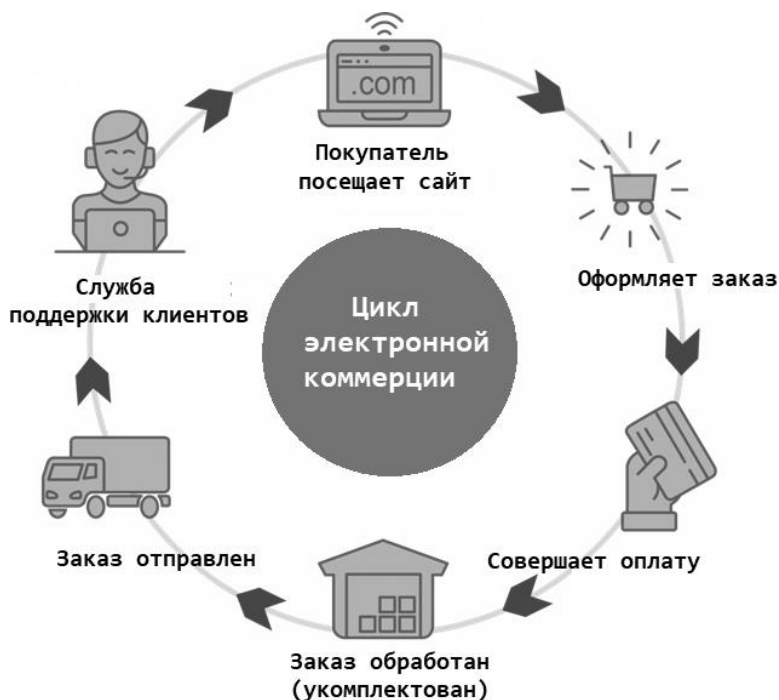 .com
Покупатель
посещает сайт
Оформляет заказ
Совершает оплату
Заказ обработан
(укомплектован)
Заказ отправлен
Служба
поддержки клиентов
Цикл
электронной
коммерции